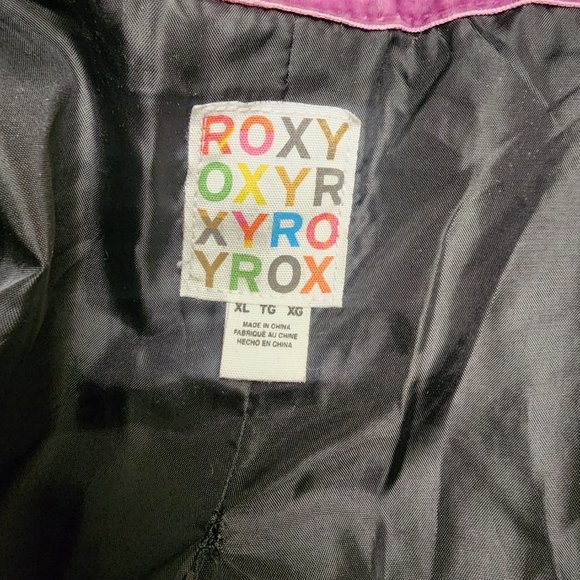 ROXY
OXYR
XYRO
YROX
XL TG XG
MADE IN CHINA
FABRIQUÉ AU CHINE
HECHO EN CHINA